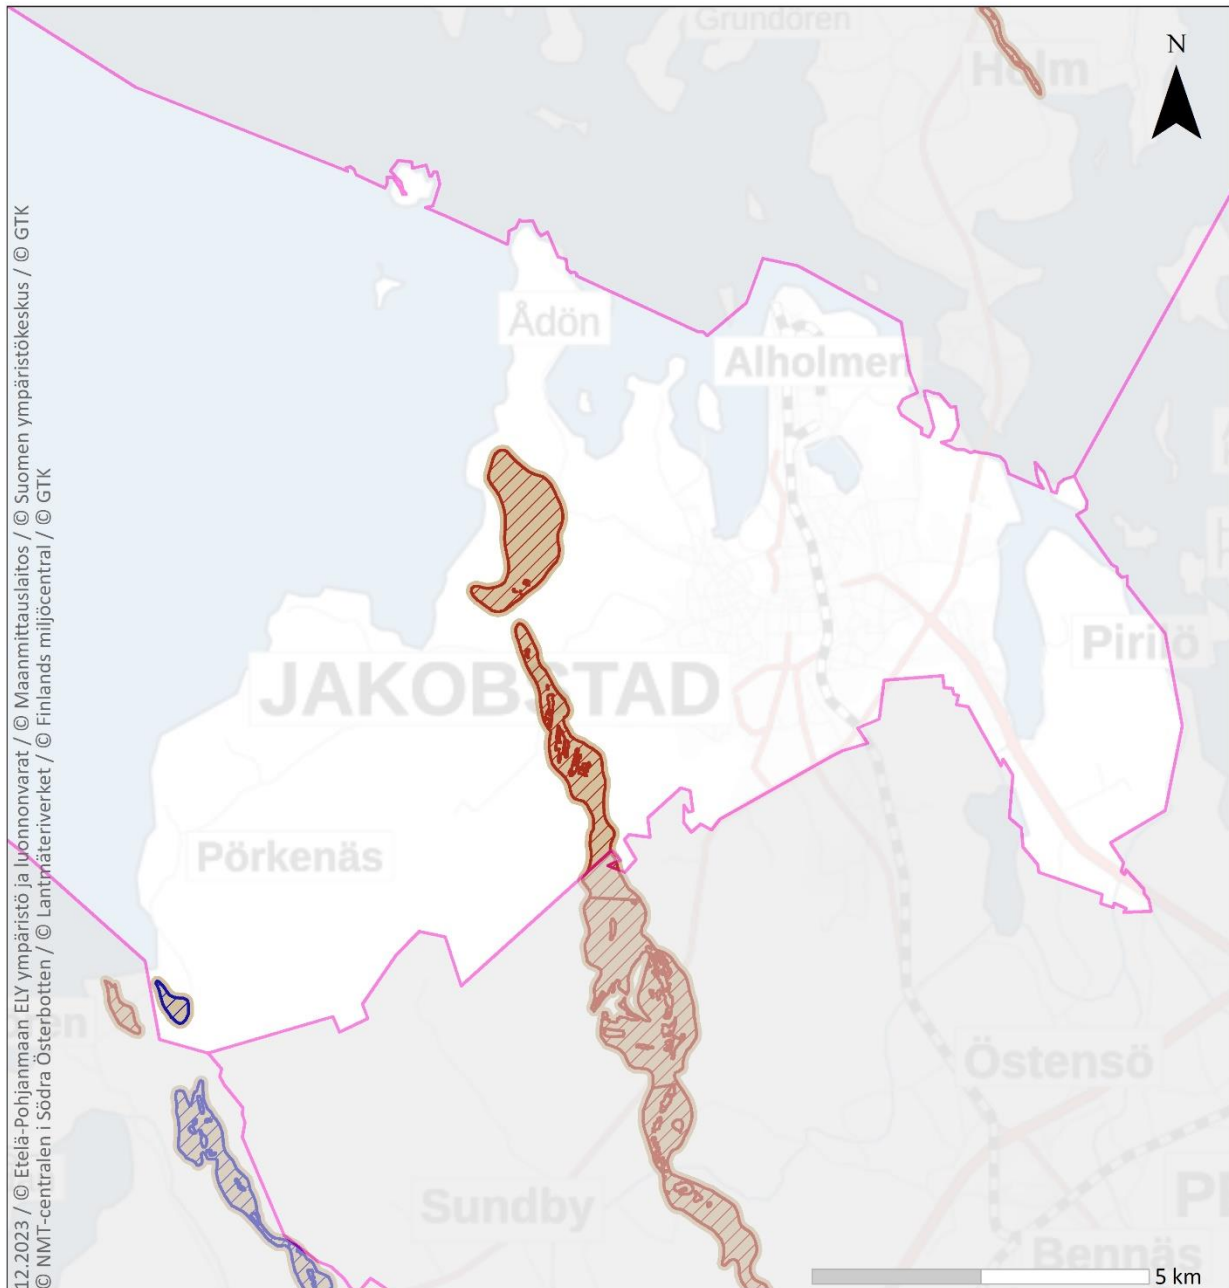 Grundören
Holm
N
Ådön
Alholmen
JAKOBSTAD
Pirilö
Pörkenäs
Östensö
Sundby
Bennäs
5 km
12.2023 / © Etelä-Pohjanmaan ELY ympäristö ja luonnonvarat / © Maanmittauslaitos / © Suomen ympäristökeskus / © GTK
© NMT-centralen i Södra Österbotten / © Lantmäteriverket / © Finlands miljöcentral / © GTK